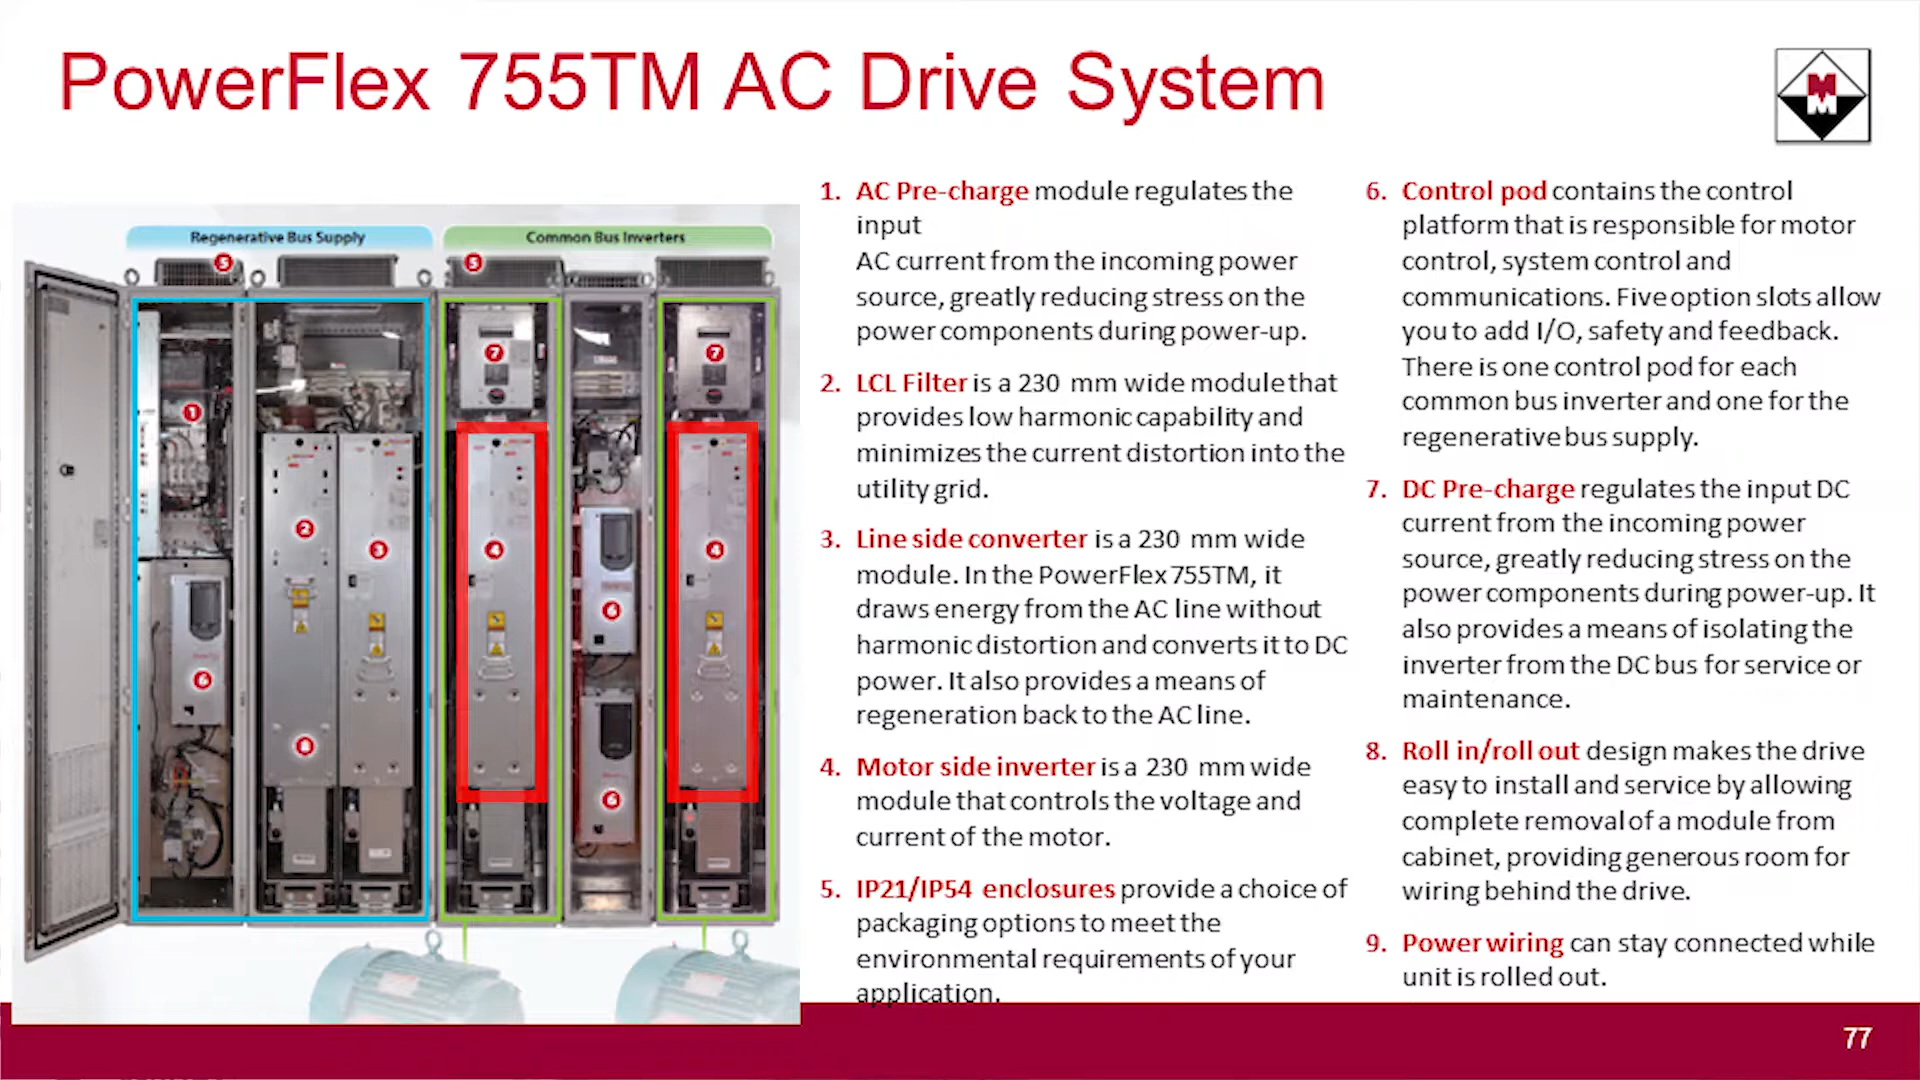 PowerFlex 755TM AC Drive System
M
M
Regenerative Bus Supply
Common Bus Inverters
5
5
7
7
1
2
3
4
4
6
6
8
6
1. AC Pre-charge module regulates the
input
AC current from the incoming power
source, greatly reducing stress on the
power components during power-up.
2. LCL Filter is a 230 mm wide module that
provides low harmonic capability and
minimizes the current distortion into the
utility grid.
3. Line side converter is a 230 mm wide
module. In the PowerFlex 755TM, it
draws energy from the AC line without
harmonic distortion and converts it to DC
power. It also provides a means of
regeneration back to the AC line.
4. Motor side inverter is a 230 mm wide
module that controls the voltage and
current of the motor.
5. IP21/IP54 enclosures provide a choice of
packaging options to meet the
environmental requirements of your
application.
6. Control pod contains the control
platform that is responsible for motor
control, system control and
communications. Five option slots allow
you to add I/O, safety and feedback.
There is one control pod for each
common bus inverter and one for the
regenerative bus supply.
7. DC Pre-charge regulates the input DC
current from the incoming power
source, greatly reducing stress on the
power components during power-up. It
also provides a means of isolating the
inverter from the DC bus for service or
maintenance.
8. Roll in/roll out design makes the drive
easy to install and service by allowing
complete removal of a module from
cabinet, providing generous room for
wiring behind the drive.
9. Power wiring can stay connected while
unit is rolled out.
77